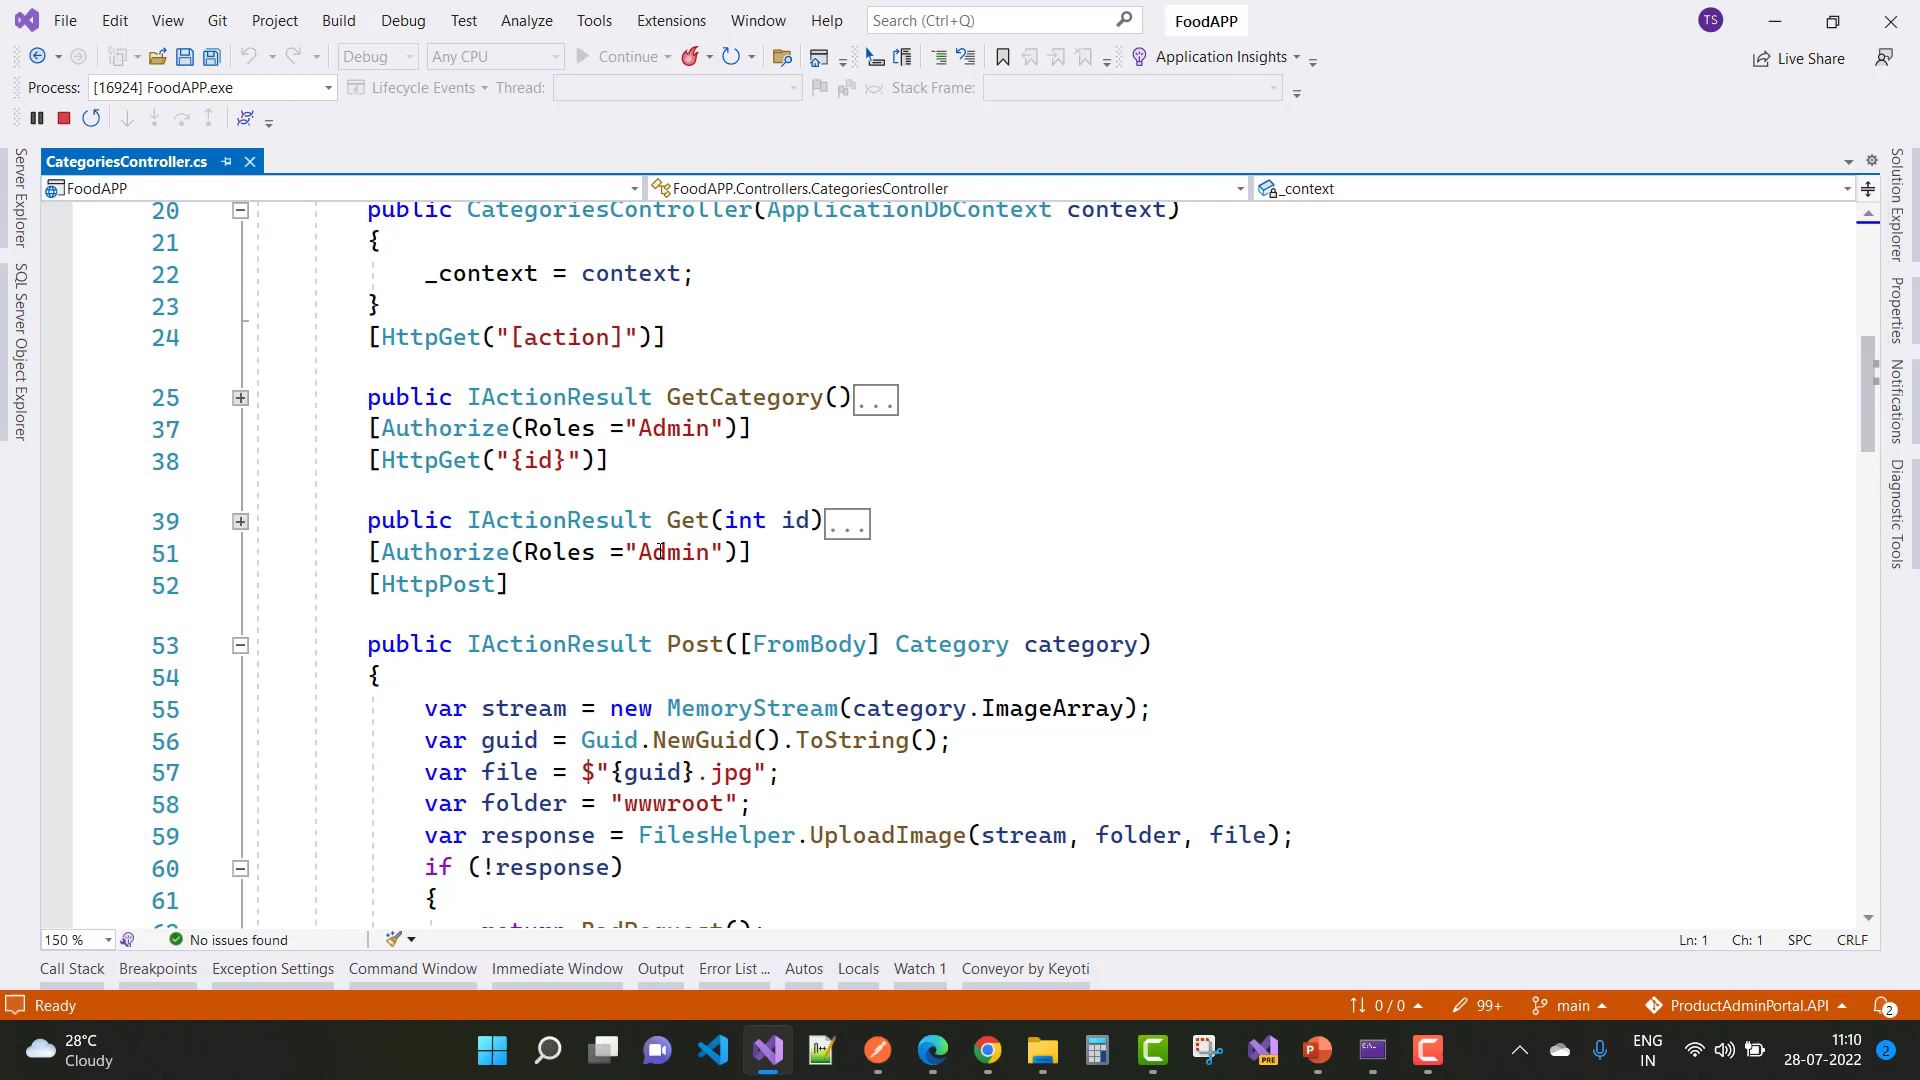 File Edit View Git Project Build Debug Test Analyze Tools Extensions Window Help Search (Ctrl+Q) FoodAPP TS
Debug Any CPU Continue Application Insights Live Share
Process: [16924] FoodAPP.exe Lifecycle Events Thread: Stack Frame:
CategoriesController.cs
FoodAPP FoodAPP.Controllers.CategoriesController _context
Server Explorer
SQL Server Object Explorer
20 public CategoriesController(ApplicationDbContext context)
21 {
22 _context = context;
23 }
24 [HttpGet("[action]")]
25 public IActionResult GetCategory()...
37 [Authorize(Roles ="Admin")]
38 [HttpGet("{id}")]
39 public IActionResult Get(int id)...
51 [Authorize(Roles ="Admin")]
52 [HttpPost]
53 public IActionResult Post([FromBody] Category category)
54 {
55 var stream = new MemoryStream(category.ImageArray);
56 var guid = Guid.NewGuid().ToString();
57 var file = $"{guid}.jpg";
58 var folder = "wwwroot";
59 var response = FilesHelper.UploadImage(stream, folder, file);
60 if (!response)
61 {
62 return BadRequest();
Solution Explorer
Properties
Notifications
Diagnostic Tools
150 % No issues found Ln: 1 Ch: 1 SPC CRLF
Call Stack Breakpoints Exception Settings Command Window Immediate Window Output Error List ... Autos Locals Watch 1 Conveyor by Keyoti
Ready 0 / 0 99+ main ProductAdminPortal.API 2
28°C
Cloudy
PRE
ENG
IN
11:10
28-07-2022
2